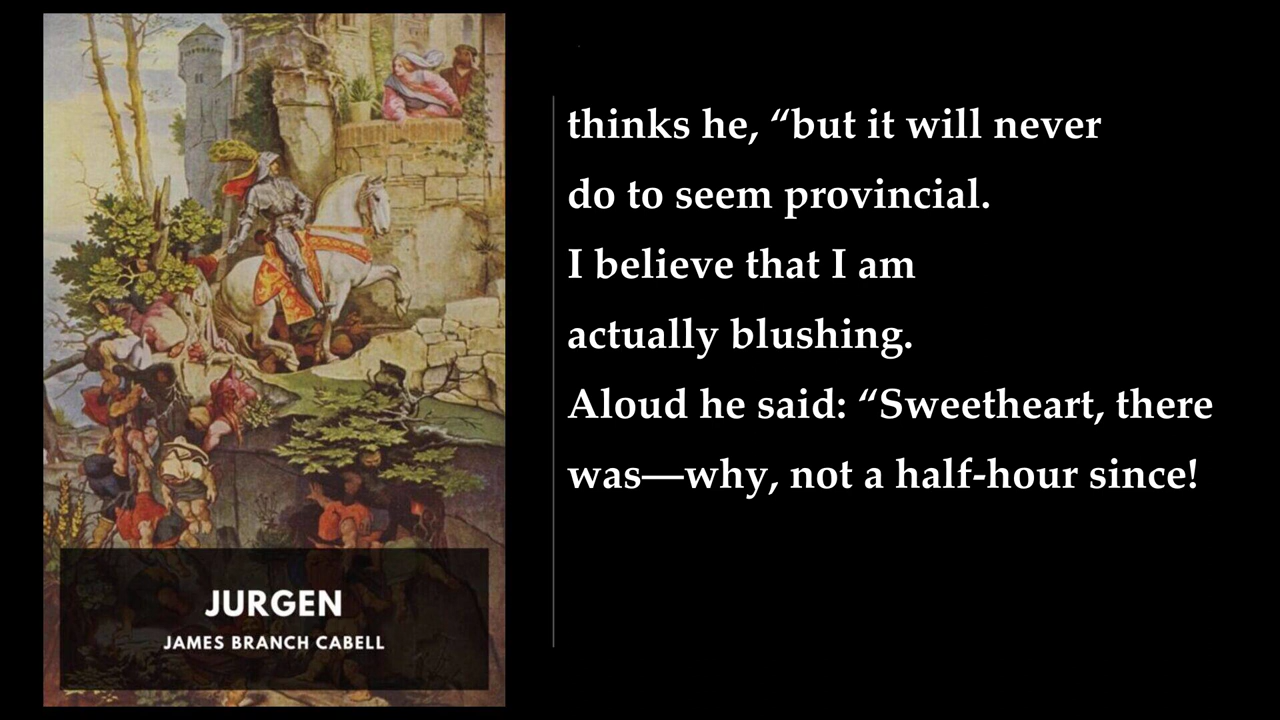 thinks he, “but it will never
do to seem provincial.
I believe that I am
actually blushing.
Aloud he said: “Sweetheart, there
was—why, not a half-hour since!
JURGEN
JAMES BRANCH CABELL